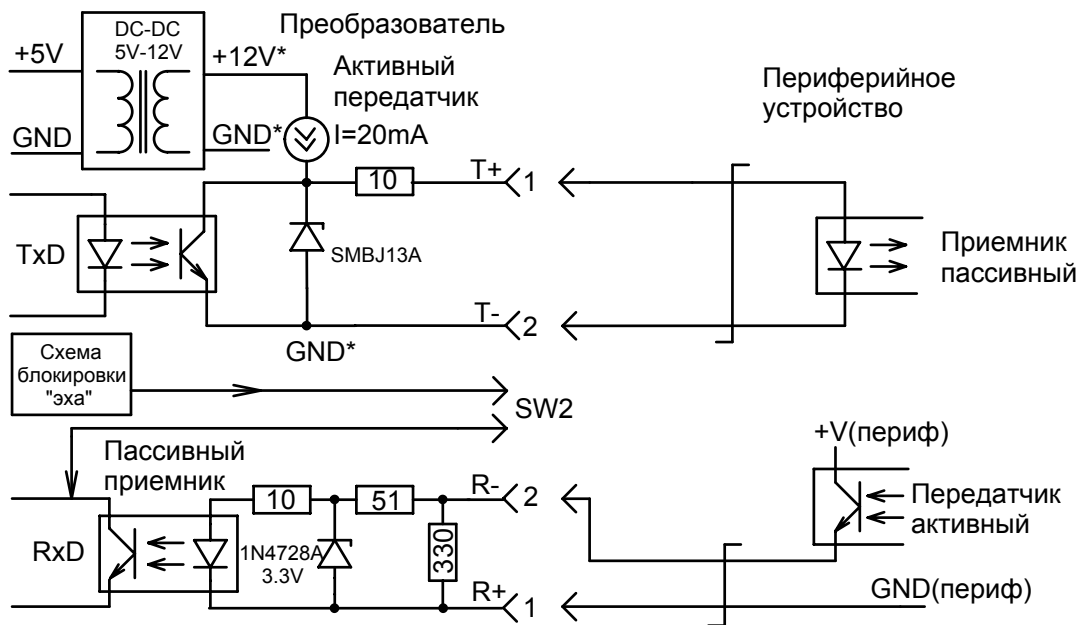 DC-DC
5V-12V
Преобразователь
+5V
+12V*
Активный
передатчик
Периферийное
устройство
GND
GND*
I=20mA
10
T+
1
TxD
SMBJ13A
Приемник
пассивный
T-
2
GND*
Схема
блокировки
"эха"
SW2
+V(периф)
Пассивный
приемник
10
51
R-
2
Передатчик
активный
RxD
1N4728A
3.3V
330
R+
1
GND(периф)